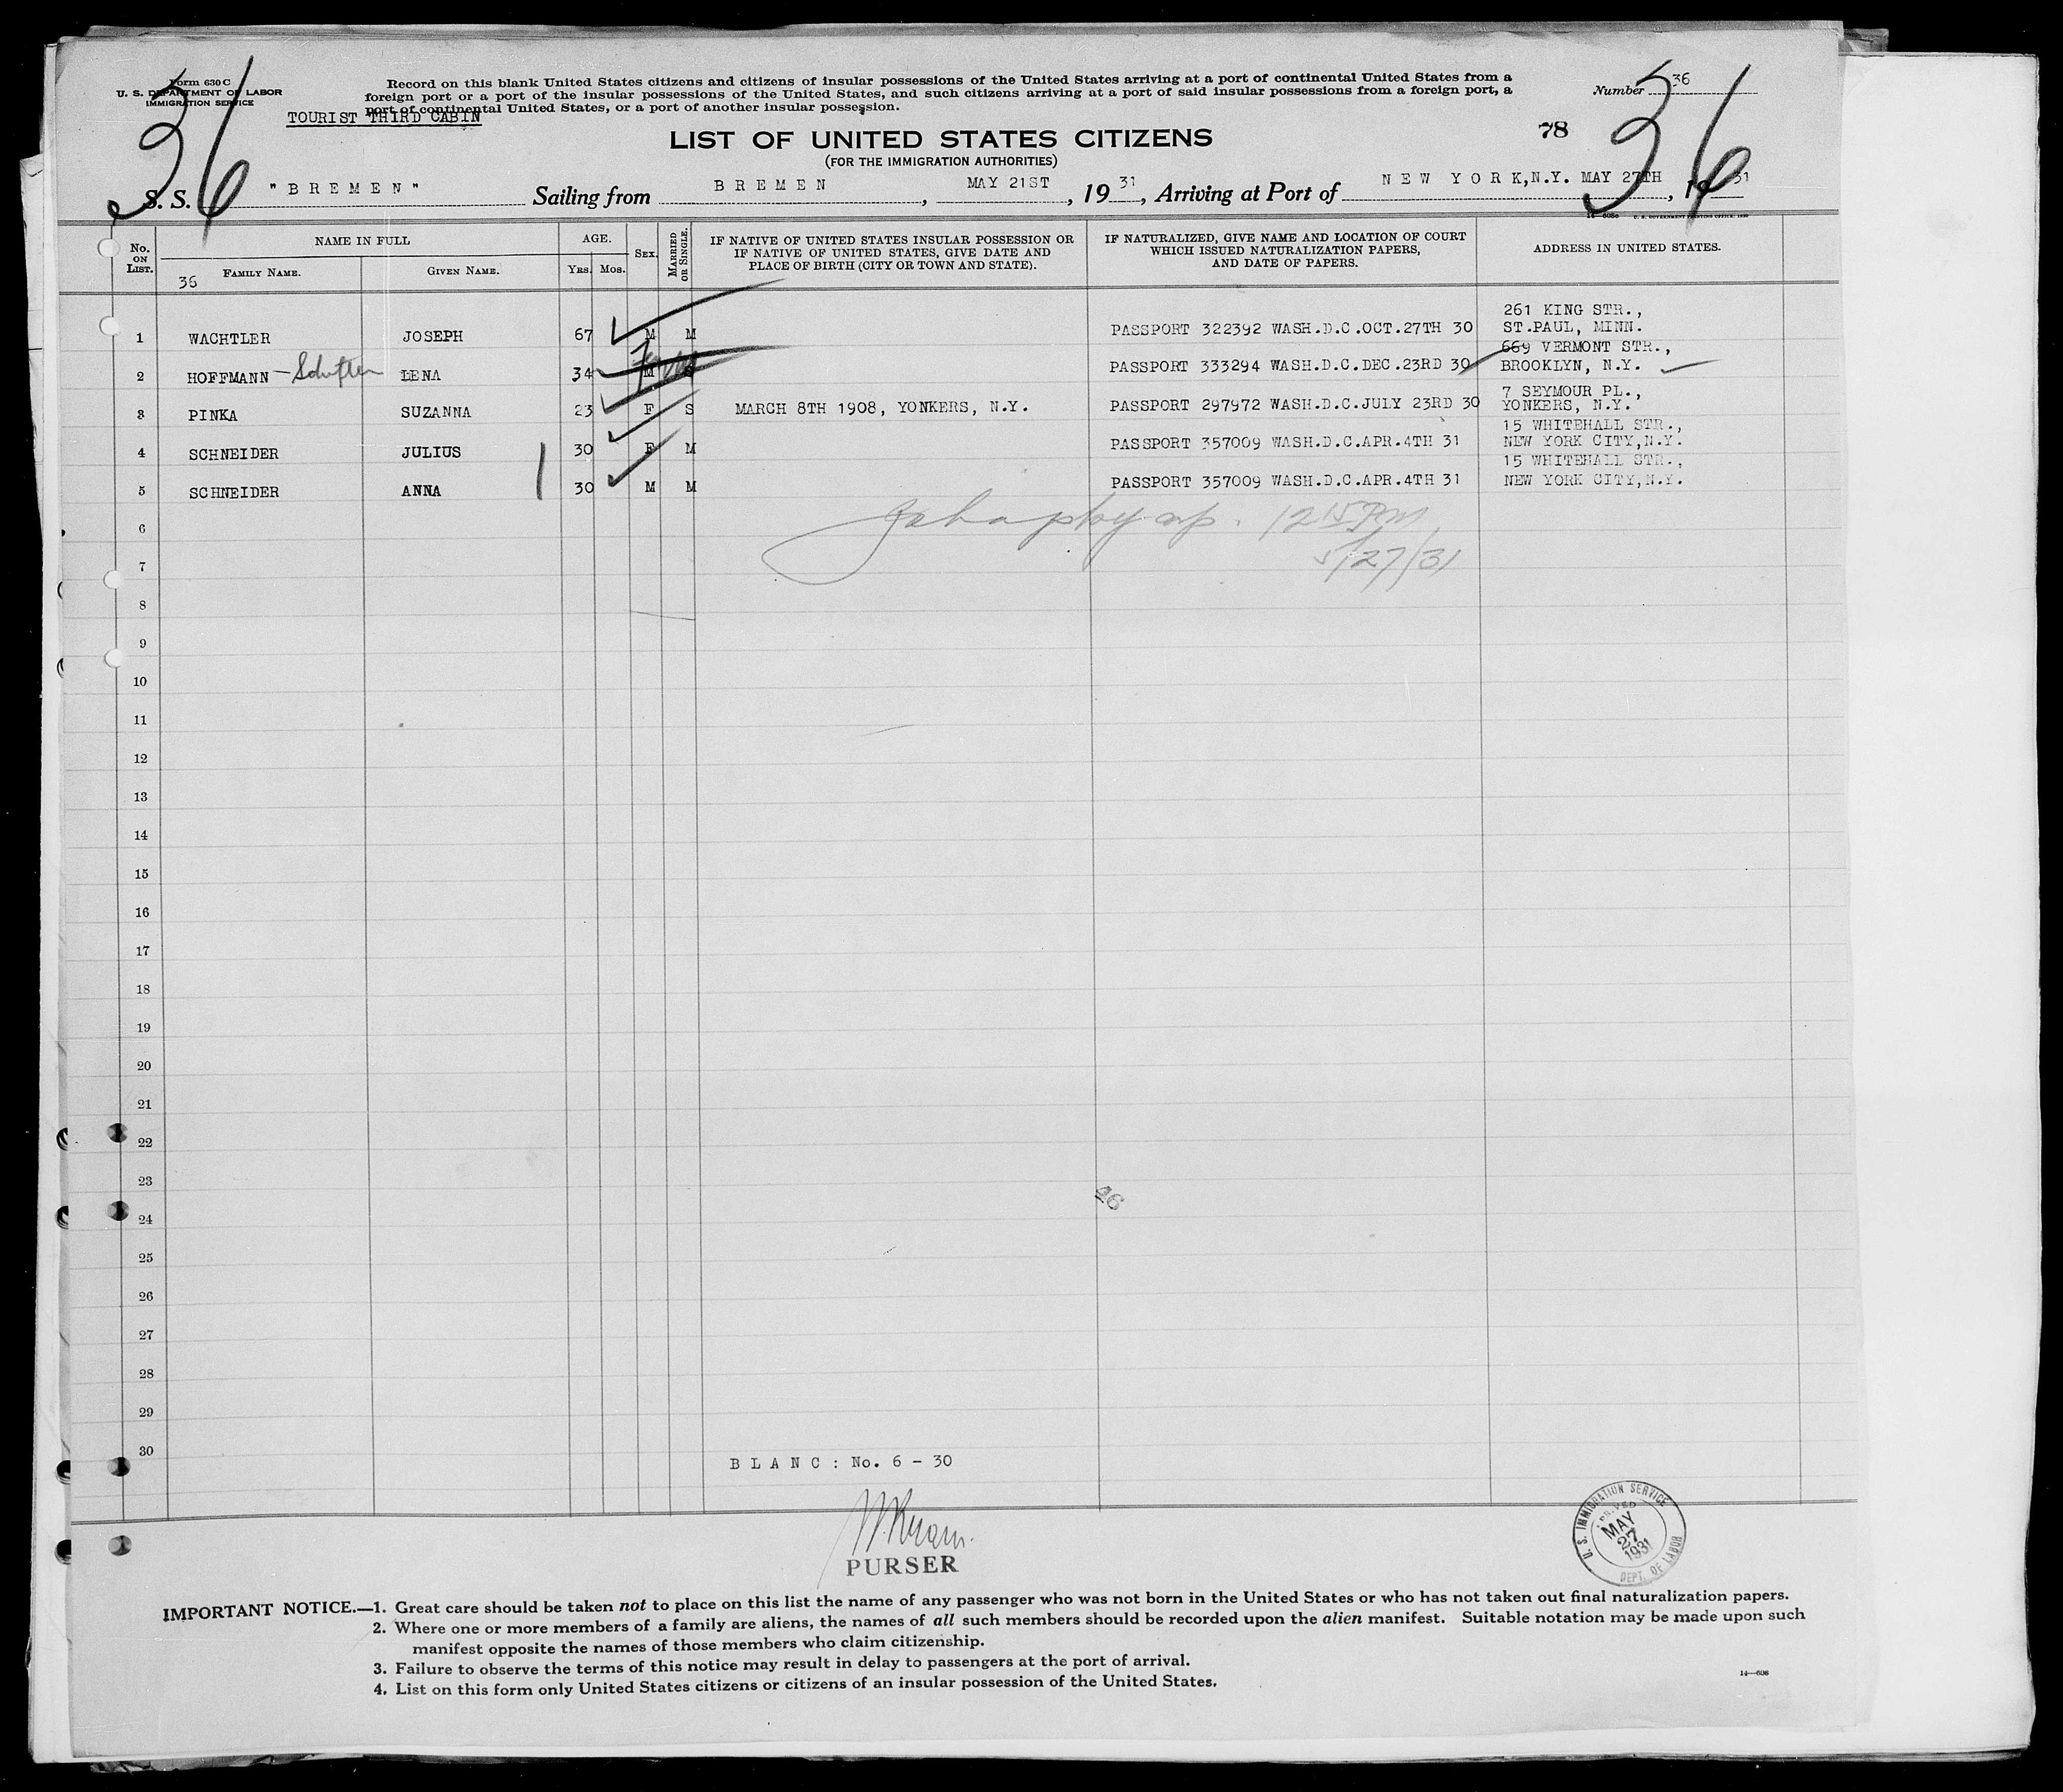 Form 630 C
U. S. DEPARTMENT OF LABOR
IMMIGRATION SERVICE
Record on this blank United States citizens and citizens of insular possessions of the United States arriving at a port of continental United States from a
foreign port or a port of the insular possessions of the United States, and such citizens arriving at a port of said insular possessions from a foreign port, a
port of continental United States, or a port of another insular possession.
Number 36
TOURIST THIRD CABIN
36
36
78
LIST OF UNITED STATES CITIZENS
(FOR THE IMMIGRATION AUTHORITIES)
S. S. "BREMEN" Sailing from BREMEN, MAY 21ST, 1931, Arriving at Port of NEW YORK,N.Y. MAY 27TH, 1931
No. ON LIST.
NAME IN FULL
36 FAMILY NAME.
GIVEN NAME.
AGE.
YRS. MOS.
SEX.
MARRIED OR SINGLE.
IF NATIVE OF UNITED STATES INSULAR POSSESSION OR
IF NATIVE OF UNITED STATES, GIVE DATE AND
PLACE OF BIRTH (CITY OR TOWN AND STATE).
IF NATURALIZED, GIVE NAME AND LOCATION OF COURT
WHICH ISSUED NATURALIZATION PAPERS,
AND DATE OF PAPERS.
ADDRESS IN UNITED STATES.
1 WACHTLER JOSEPH 67 M M PASSPORT 322392 WASH.D.C.OCT.27TH 30 261 KING STR., ST.PAUL, MINN.
2 HOFFMANN LENA 34 M S PASSPORT 333294 WASH.D.C.DEC.23RD 30 669 VERMONT STR., BROOKLYN, N.Y.
3 PINKA SUZANNA 23 F S MARCH 8TH 1908, YONKERS, N.Y. PASSPORT 297972 WASH.D.C.JULY 23RD 30 7 SEYMOUR PL., YONKERS, N.Y.
4 SCHNEIDER JULIUS 30 F M PASSPORT 357009 WASH.D.C.APR.4TH 31 15 WHITEHALL STR., NEW YORK CITY,N.Y.
5 SCHNEIDER ANNA 30 M M PASSPORT 357009 WASH.D.C.APR.4TH 31 15 WHITEHALL STR., NEW YORK CITY,N.Y.
6 12 15 PM
7 5/27/31
8
9
10
11
12
13
14
15
16
17
18
19
20
21
22
23
46
24
25
26
27
28
29
30
BLANC: No. 6 - 30
PURSER
U. S. IMMIGRATION SERVICE
MAY
27
1931
DEPT. OF LABOR
IMPORTANT NOTICE.—1. Great care should be taken not to place on this list the name of any passenger who was not born in the United States or who has not taken out final naturalization papers.
2. Where one or more members of a family are aliens, the names of all such members should be recorded upon the alien manifest. Suitable notation may be made upon such
manifest opposite the names of those members who claim citizenship.
3. Failure to observe the terms of this notice may result in delay to passengers at the port of arrival.
4. List on this form only United States citizens or citizens of an insular possession of the United States.
14—608